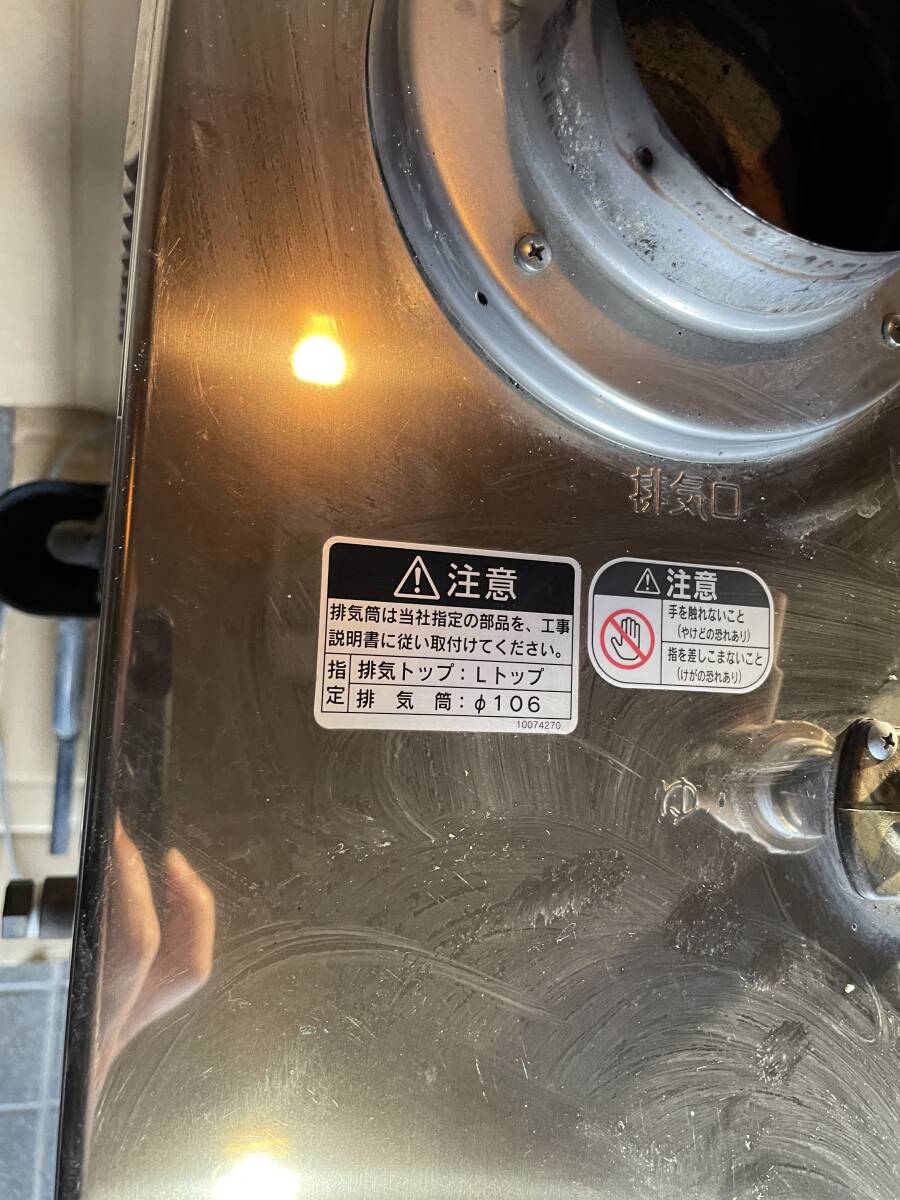 排気口
注意
排気筒は当社指定の部品を、工事
説明書に従い取付けてください。
指定
排気トップ:Lトップ
排気筒:φ106
10074270
注意
手を触れないこと
(やけどの恐れあり)
指を差しこまないこと
(けがの恐れあり)